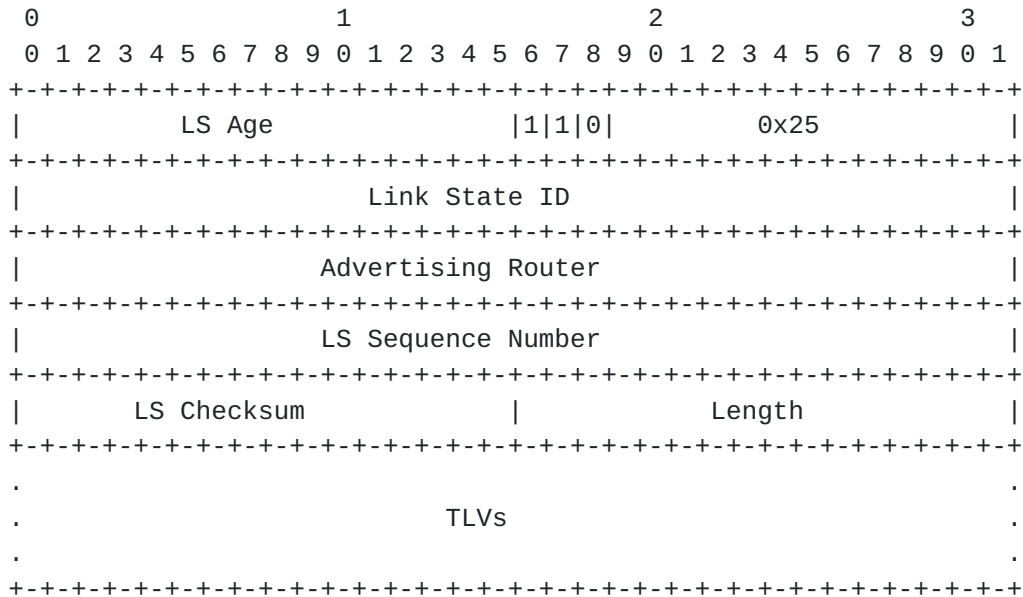 0                   1                   2                   3
 0 1 2 3 4 5 6 7 8 9 0 1 2 3 4 5 6 7 8 9 0 1 2 3 4 5 6 7 8 9 0 1
+-+-+-+-+-+-+-+-+-+-+-+-+-+-+-+-+-+-+-+-+-+-+-+-+-+-+-+-+-+-+-+-+
|          LS Age               |1|1|0|         0x25            |
+-+-+-+-+-+-+-+-+-+-+-+-+-+-+-+-+-+-+-+-+-+-+-+-+-+-+-+-+-+-+-+-+
|                      Link State ID                            |
+-+-+-+-+-+-+-+-+-+-+-+-+-+-+-+-+-+-+-+-+-+-+-+-+-+-+-+-+-+-+-+-+
|                   Advertising Router                          |
+-+-+-+-+-+-+-+-+-+-+-+-+-+-+-+-+-+-+-+-+-+-+-+-+-+-+-+-+-+-+-+-+
|                   LS Sequence Number                          |
+-+-+-+-+-+-+-+-+-+-+-+-+-+-+-+-+-+-+-+-+-+-+-+-+-+-+-+-+-+-+-+-+
|       LS Checksum             |            Length             |
+-+-+-+-+-+-+-+-+-+-+-+-+-+-+-+-+-+-+-+-+-+-+-+-+-+-+-+-+-+-+-+-+
.                                                               .
.                           TLVs                                .
.                                                               .
+-+-+-+-+-+-+-+-+-+-+-+-+-+-+-+-+-+-+-+-+-+-+-+-+-+-+-+-+-+-+-+-+